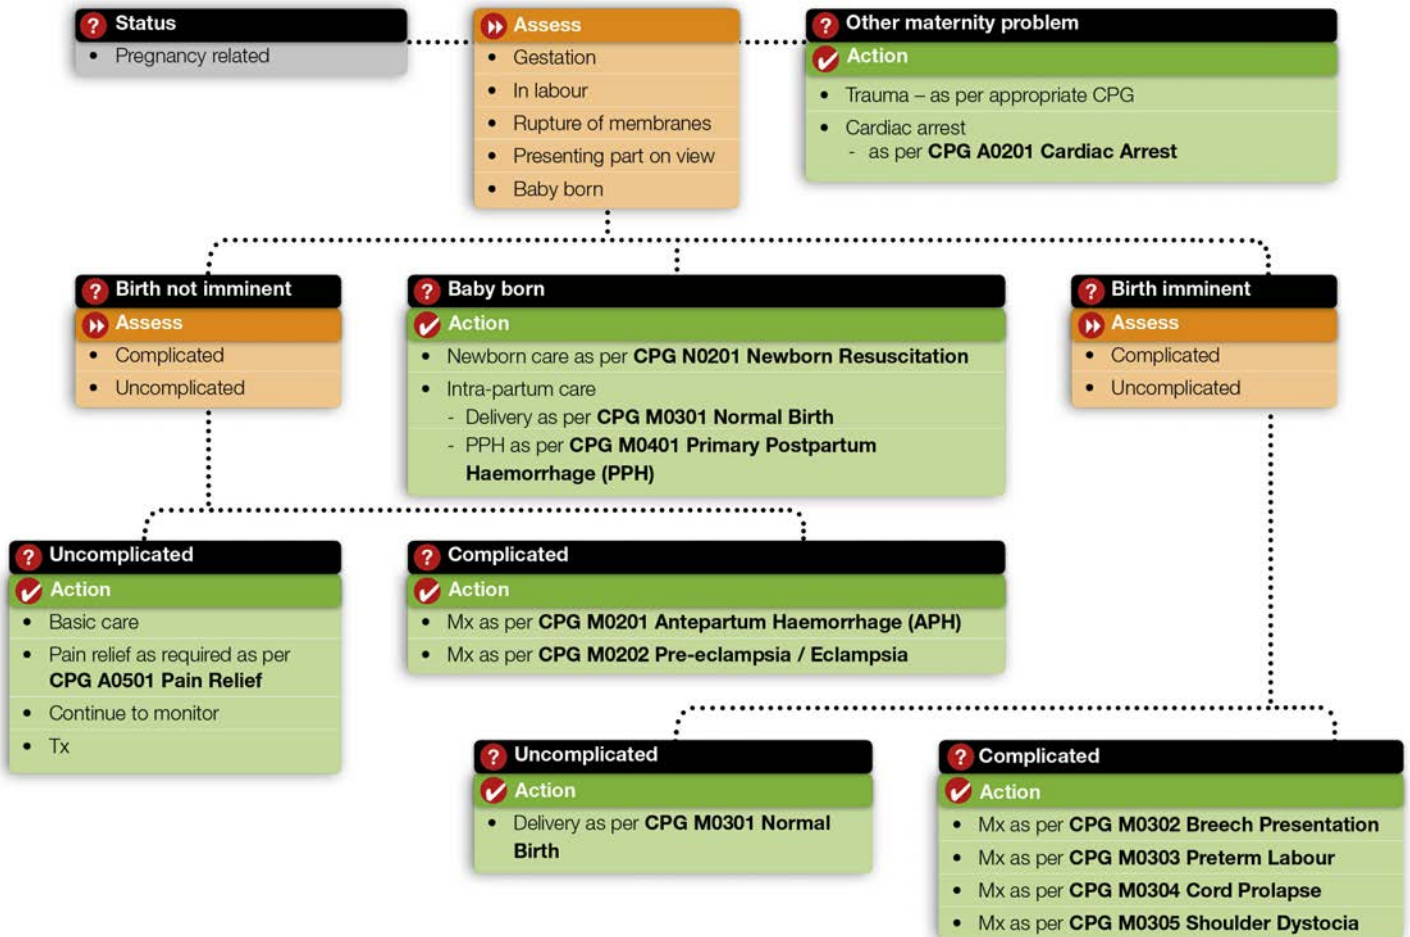 Status
• Pregnancy related
Assess
• Gestation
• In labour
• Rupture of membranes
• Presenting part on view
• Baby born
Other maternity problem
Action
• Trauma – as per appropriate CPG
• Cardiac arrest
- as per CPG A0201 Cardiac Arrest
Birth not imminent
Assess
• Complicated
• Uncomplicated
Baby born
Action
• Newborn care as per CPG N0201 Newborn Resuscitation
• Intra-partum care
- Delivery as per CPG M0301 Normal Birth
- PPH as per CPG M0401 Primary Postpartum
Haemorrhage (PPH)
Birth imminent
Assess
• Complicated
• Uncomplicated
Uncomplicated
Action
• Basic care
• Pain relief as required as per
CPG A0501 Pain Relief
• Continue to monitor
• Tx
Complicated
Action
• Mx as per CPG M0201 Antepartum Haemorrhage (APH)
• Mx as per CPG M0202 Pre-eclampsia / Eclampsia
Uncomplicated
Action
• Delivery as per CPG M0301 Normal
Birth
Complicated
Action
• Mx as per CPG M0302 Breech Presentation
• Mx as per CPG M0303 Preterm Labour
• Mx as per CPG M0304 Cord Prolapse
• Mx as per CPG M0305 Shoulder Dystocia